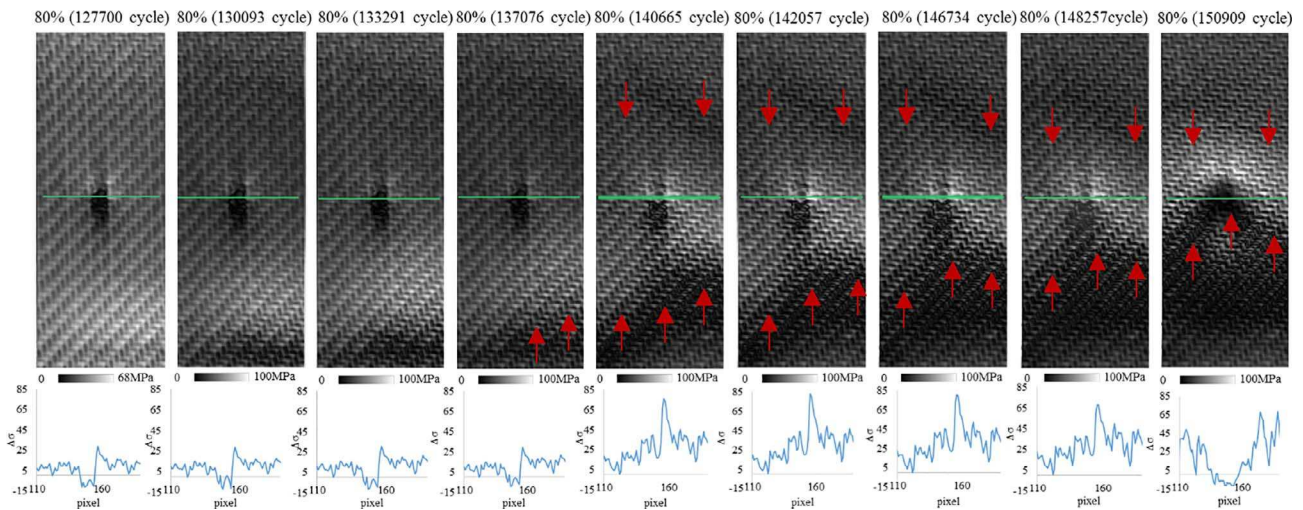 80% (127700 cycle) 80% (130093 cycle) 80% (133291 cycle) 80% (137076 cycle) 80% (140665 cycle) 80% (142057 cycle) 80% (146734 cycle) 80% (148257cycle) 80% (150909 cycle)
0 68MPa 0 100MPa 0 100MPa 0 100MPa 0 100MPa 0 100MPa 0 100MPa 0 100MPa 0 100MPa
85 85 85 85 85 85 85 85 85
65 65 65 65 65 65 65 65 65
Δσ 45 Δσ 45 Δσ 45 Δσ 45 Δσ 45 Δσ 45 Δσ 45 Δσ 45 Δσ 45
25 25 25 25 25 25 25 25 25
5 5 5 5 5 5 5 5 5
-15 110 160 -15 110 160 -15 110 160 -15 110 160 -15 110 160 -15 110 160 -15 110 160 -15 110 160 -15 110 160
pixel pixel pixel pixel pixel pixel pixel pixel pixel